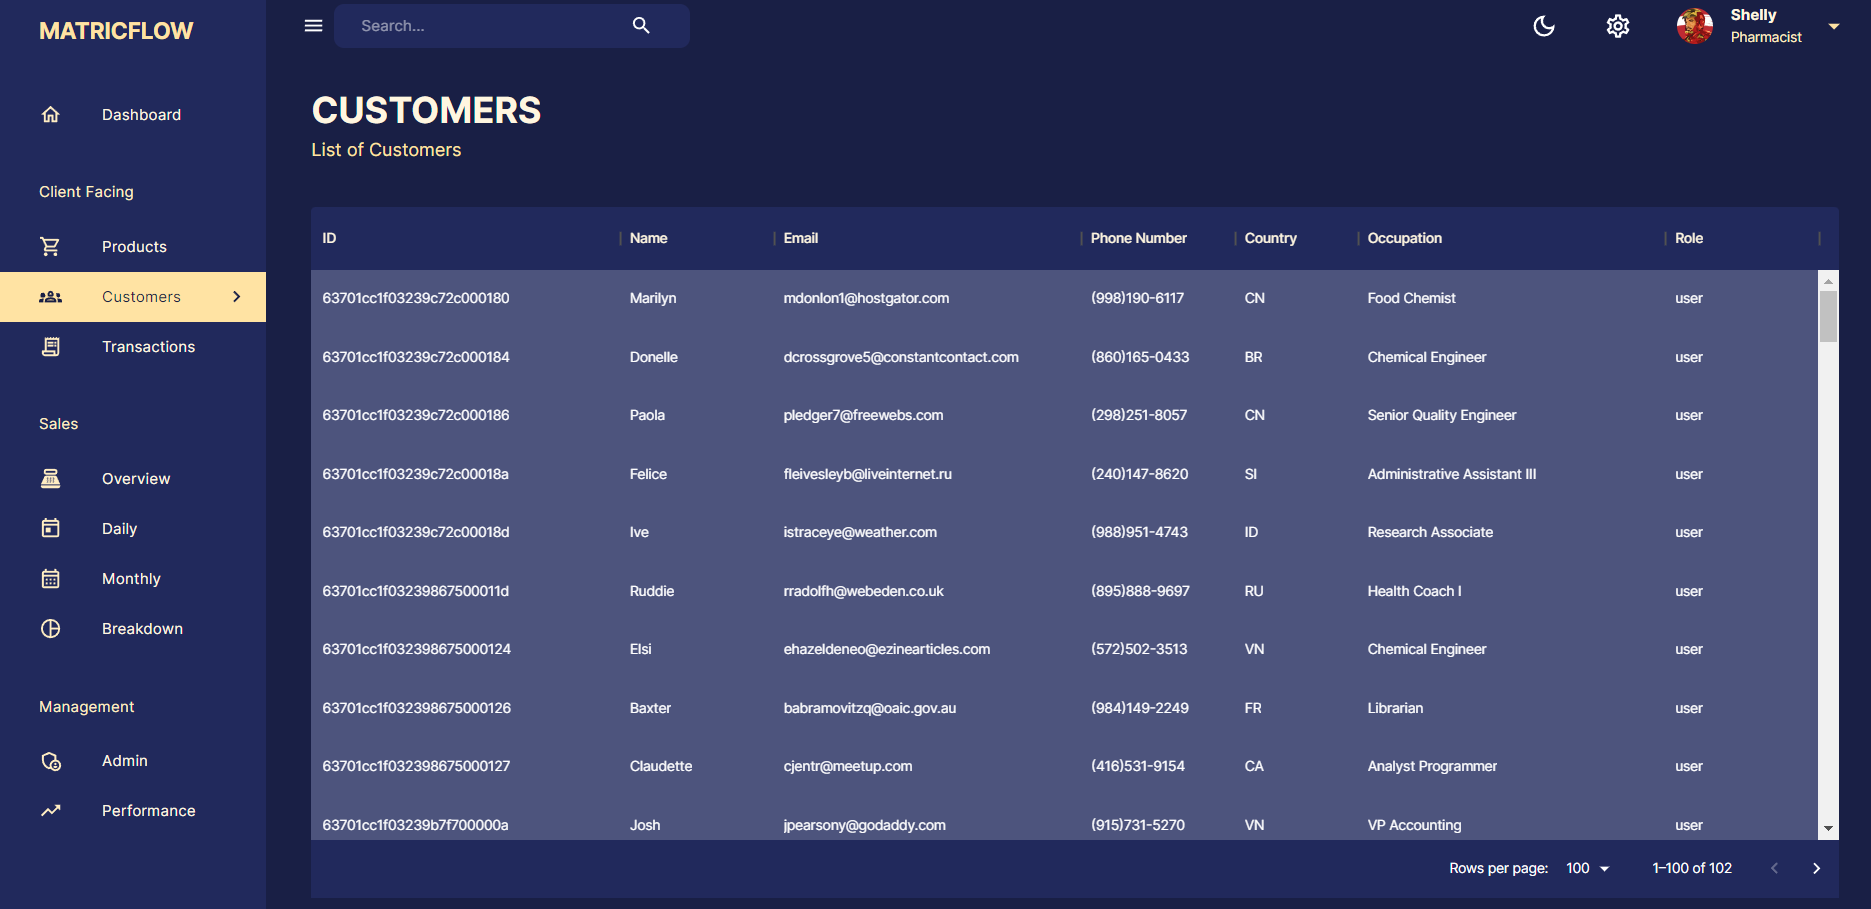 MATRICFLOW
Search...
Shelly
Pharmacist
Dashboard
Client Facing
Products
Customers
Transactions
Sales
Overview
Daily
Monthly
Breakdown
Management
Admin
Performance
CUSTOMERS
List of Customers
ID Name Email Phone Number Country Occupation Role
63701cc1f03239c72c000180 Marilyn mdonlon1@hostgator.com (998)190-6117 CN Food Chemist user
63701cc1f03239c72c000184 Donelle dcrossgrove5@constantcontact.com (860)165-0433 BR Chemical Engineer user
63701cc1f03239c72c000186 Paola pledger7@freewebs.com (298)251-8057 CN Senior Quality Engineer user
63701cc1f03239c72c00018a Felice fleivesleyb@liveinternet.ru (240)147-8620 SI Administrative Assistant III user
63701cc1f03239c72c00018d Ive istraceye@weather.com (988)951-4743 ID Research Associate user
63701cc1f03239867500011d Ruddie rradolfh@webeden.co.uk (895)888-9697 RU Health Coach I user
63701cc1f032398675000124 Elsi ehazeldeneo@ezinearticles.com (572)502-3513 VN Chemical Engineer user
63701cc1f032398675000126 Baxter babramovitzq@oaic.gov.au (984)149-2249 FR Librarian user
63701cc1f032398675000127 Claudette cjentr@meetup.com (416)531-9154 CA Analyst Programmer user
63701cc1f03239b7f700000a Josh jpearsony@godaddy.com (915)731-5270 VN VP Accounting user
Rows per page: 100 1–100 of 102